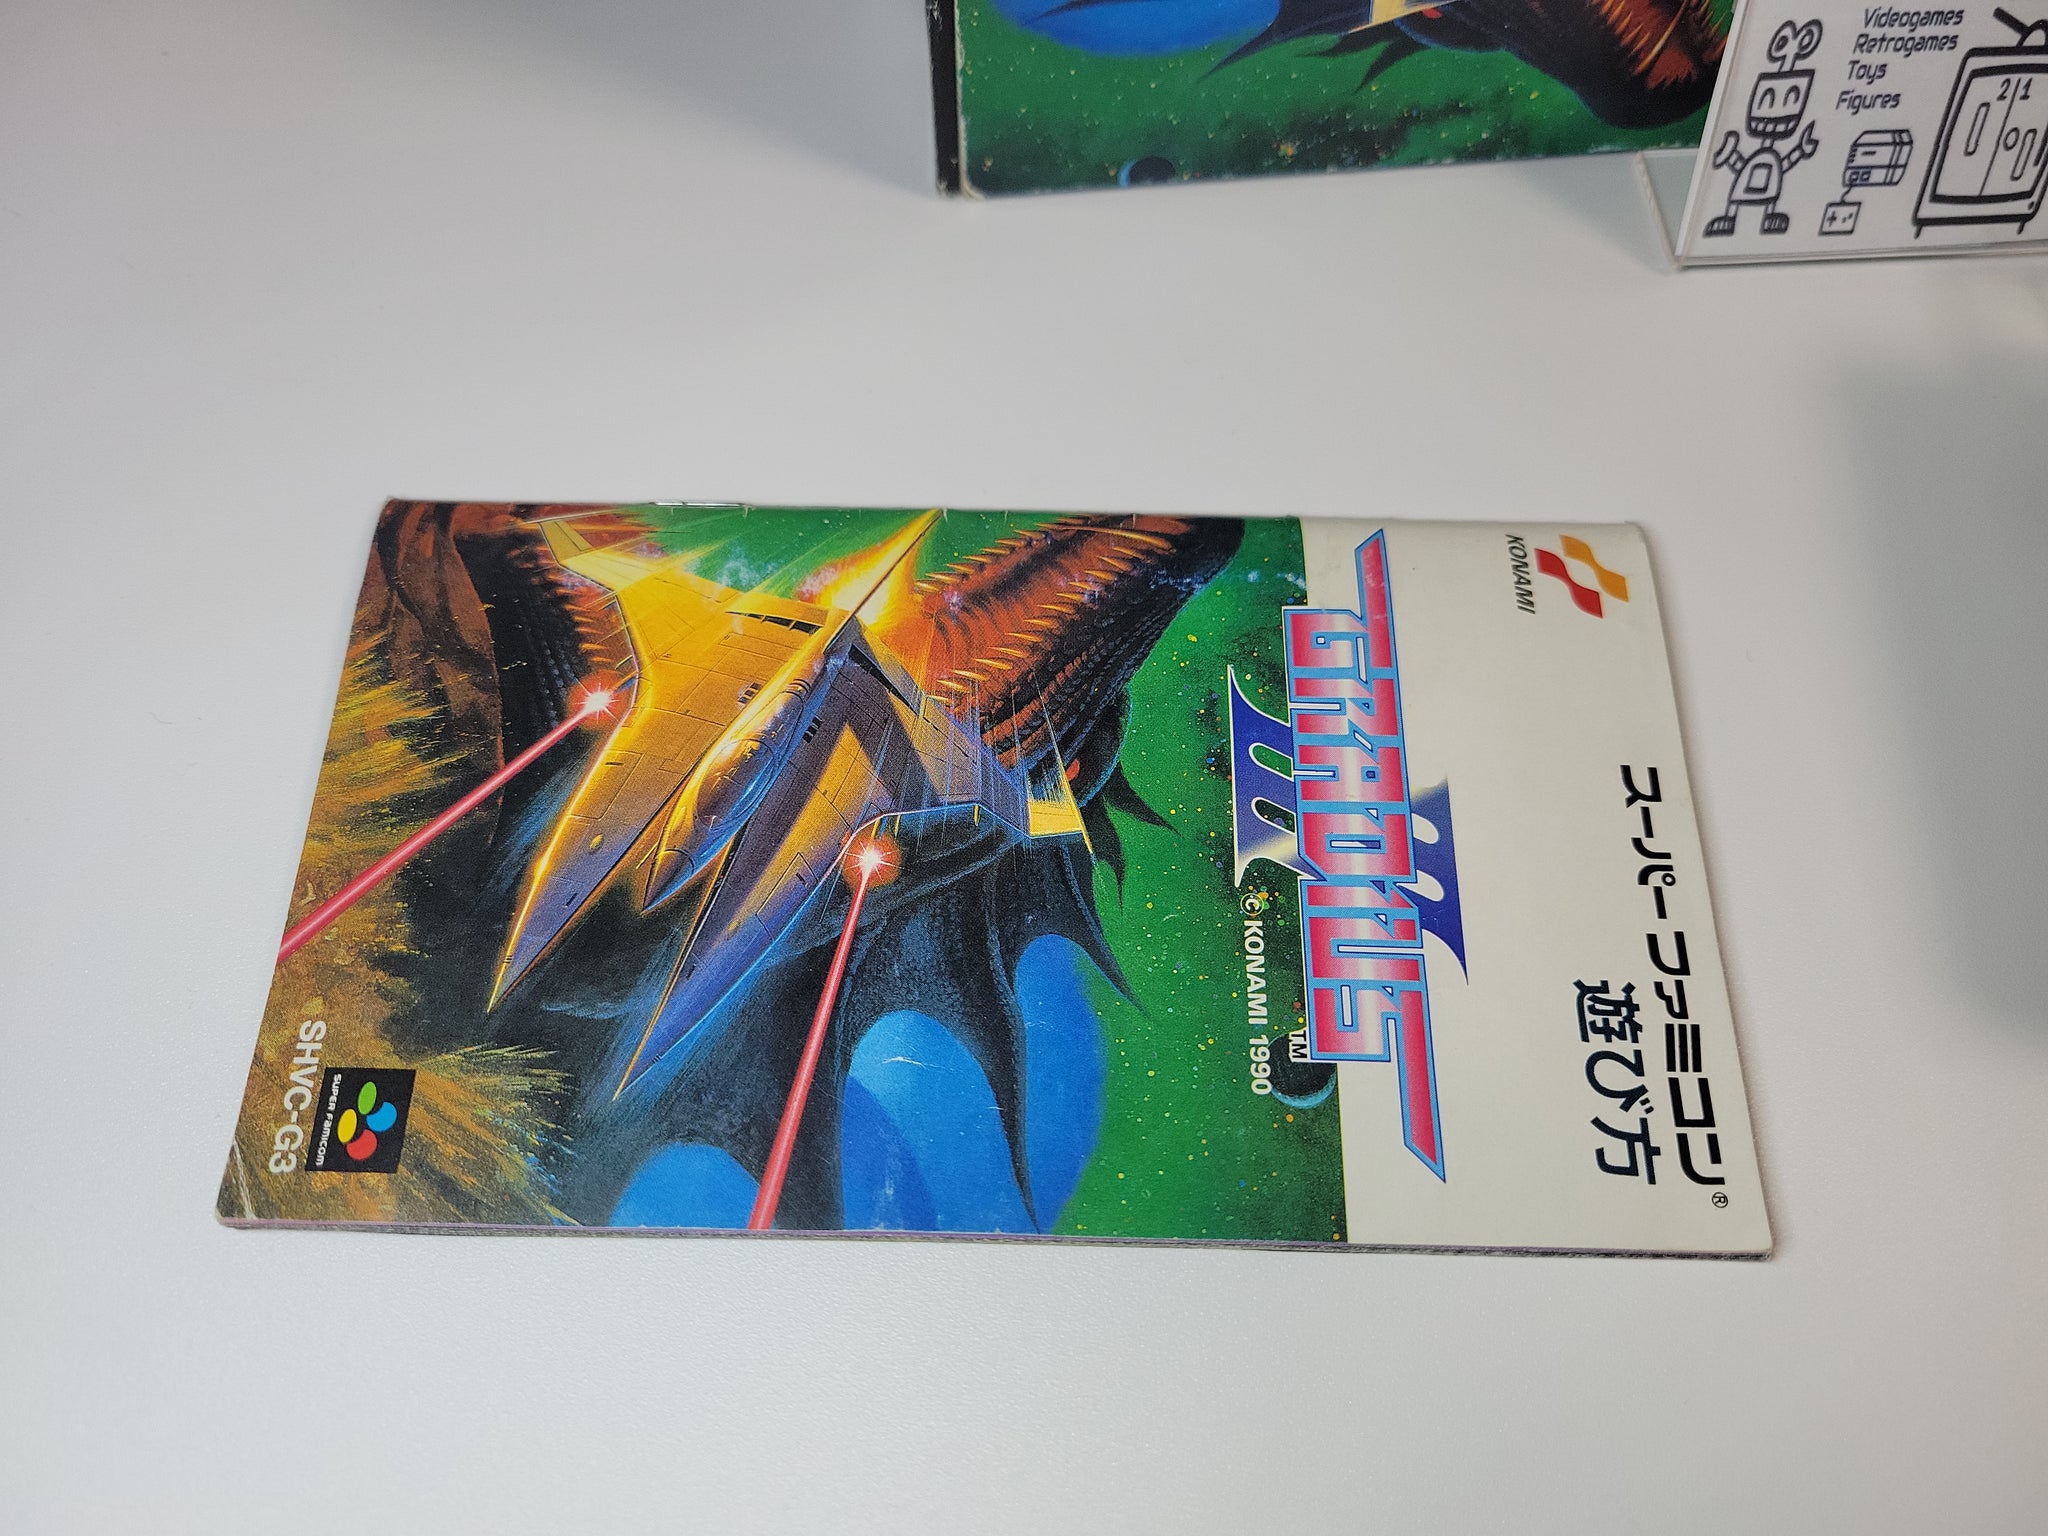 Videogames
Retrogames
Toys
Figures
21
スーパー ファミコン®
遊び方
KONAMI
GRADIUS
III
TM
© KONAMI 1990
SUPER FAMICOM
SHVC-G3